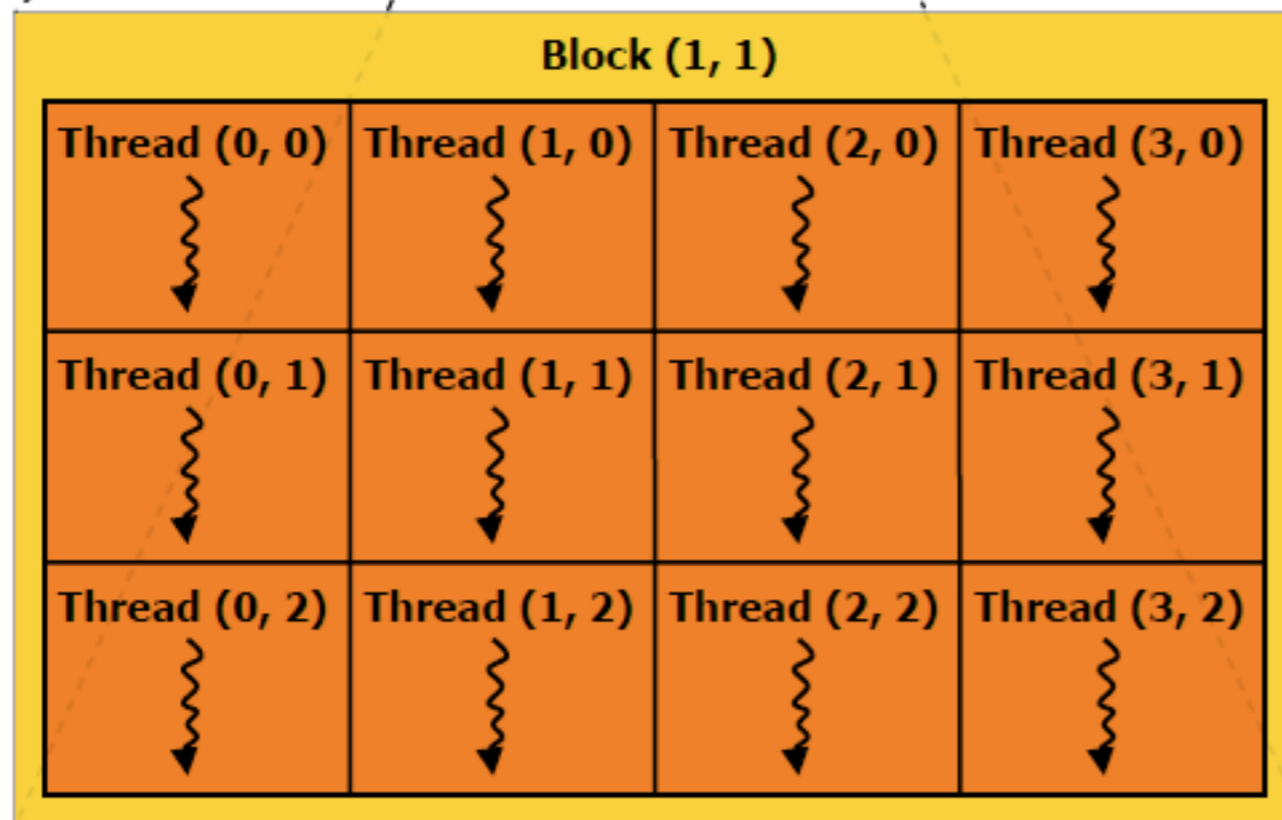 Block (1, 1)
Thread (0, 0) Thread (1, 0) Thread (2, 0) Thread (3, 0)
Thread (0, 1) Thread (1, 1) Thread (2, 1) Thread (3, 1)
Thread (0, 2) Thread (1, 2) Thread (2, 2) Thread (3, 2)